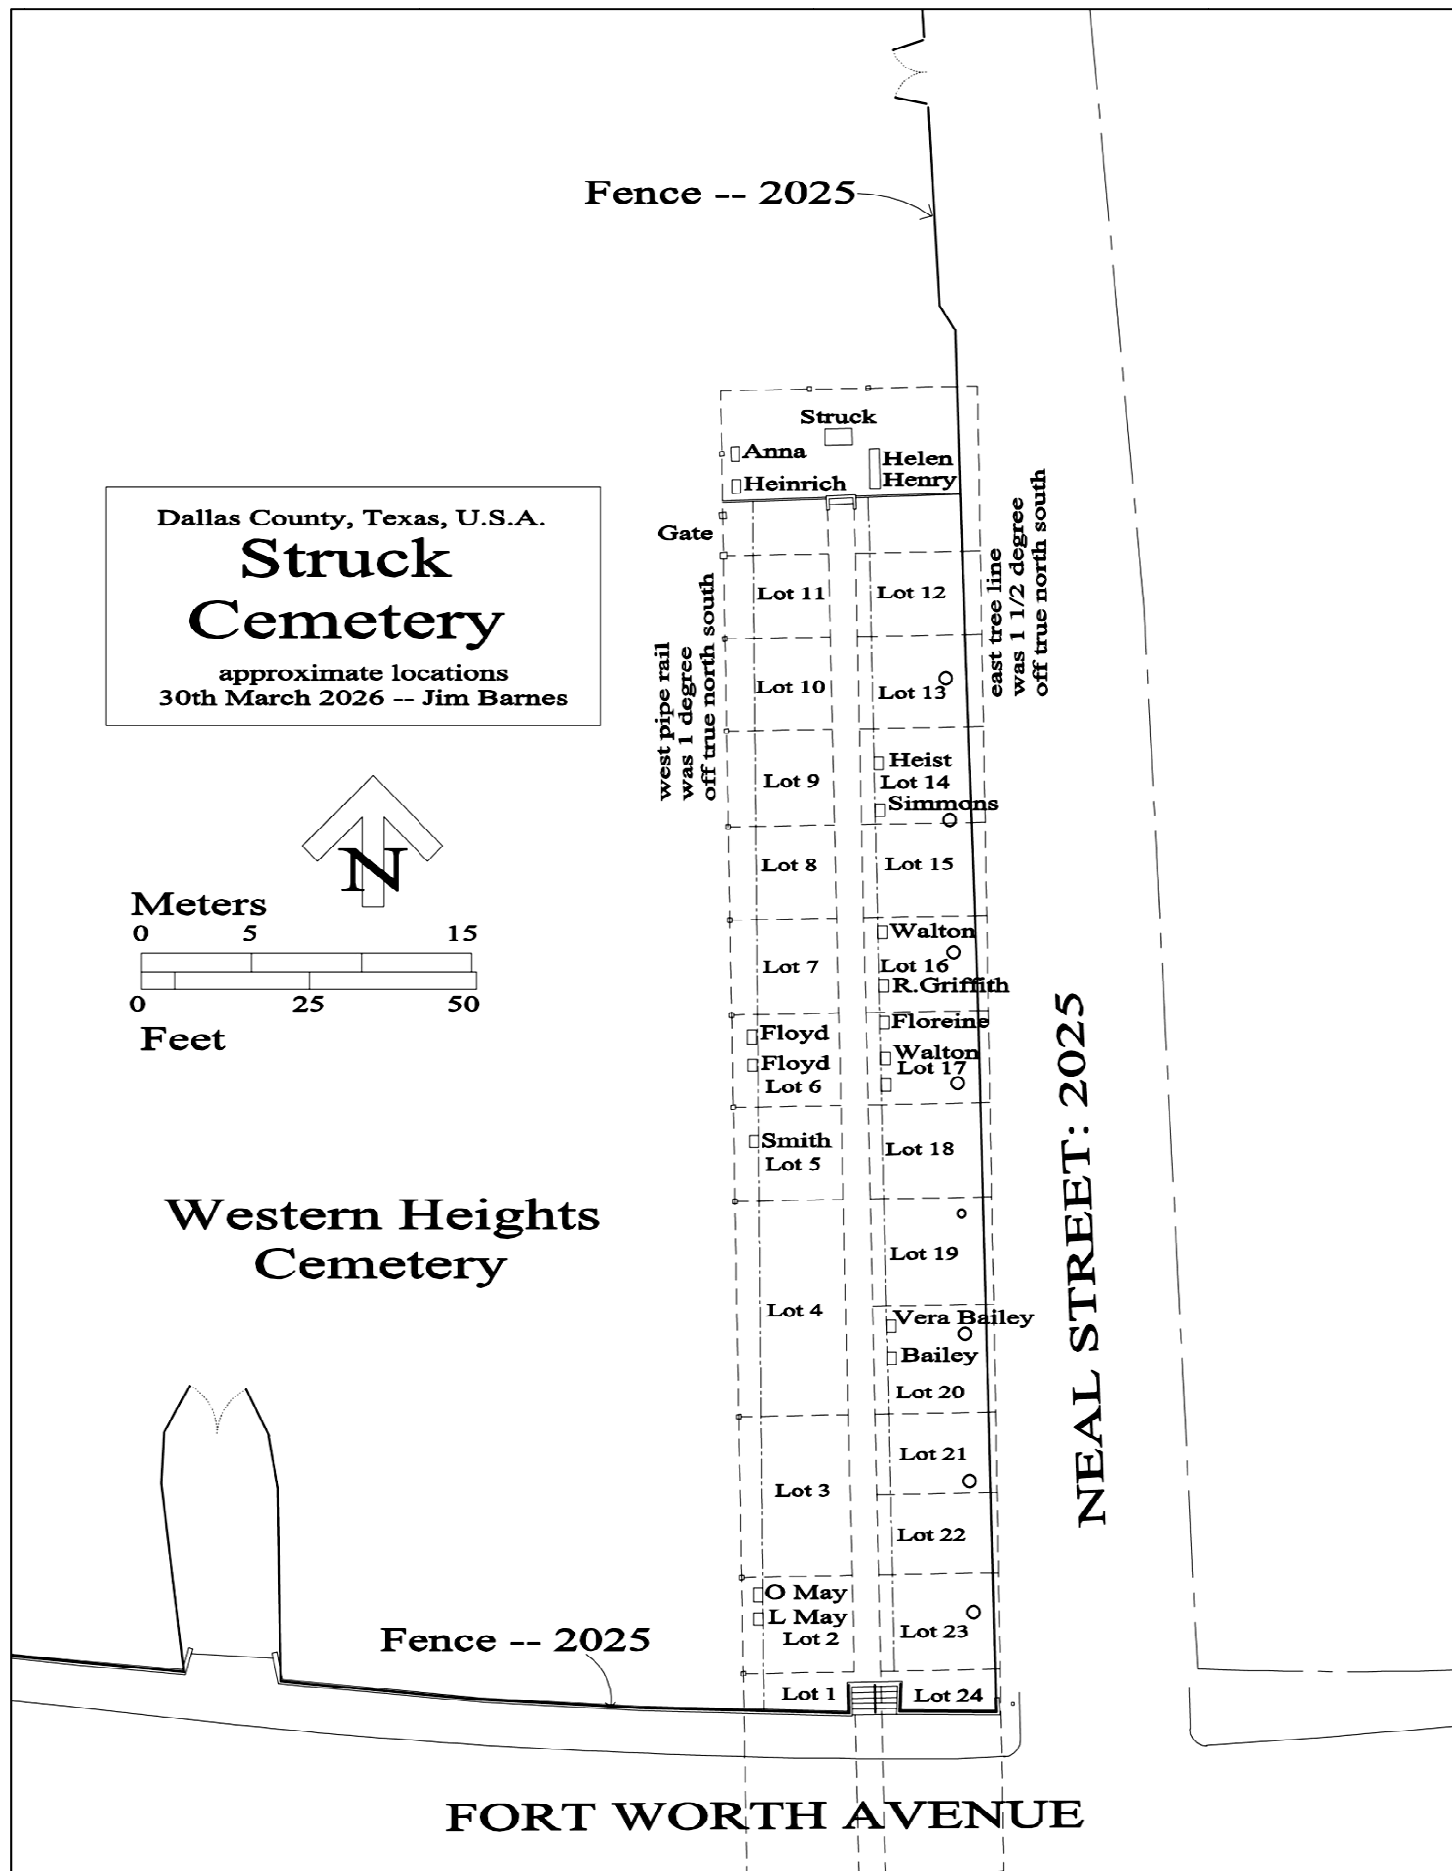 Fence -- 2025
Struck
Anna
Helen
Heinrich
Henry
Gate
Dallas County, Texas, U.S.A.
Struck
Cemetery
approximate locations
30th March 2026 -- Jim Barnes
west pipe rail
was 1 degree
off true north south
east tree line
was 1 1/2 degree
off true north south
Lot 11
Lot 12
Lot 10
Lot 13
Heist
Lot 9
Lot 14
Simmons
Lot 8
Lot 15
N
Meters
0 5 15
0 25 50
Feet
Walton
Lot 7
Lot 16
R.Griffith
Floreine
Floyd
Walton
Floyd
Lot 17
Lot 6
Smith
Lot 5
Lot 18
Western Heights
Cemetery
Lot 19
Lot 4
Vera Bailey
Bailey
Lot 20
NEAL STREET: 2025
Lot 21
Lot 3
Lot 22
O May
L May
Lot 2
Lot 23
Fence -- 2025
Lot 1
Lot 24
FORT WORTH AVENUE